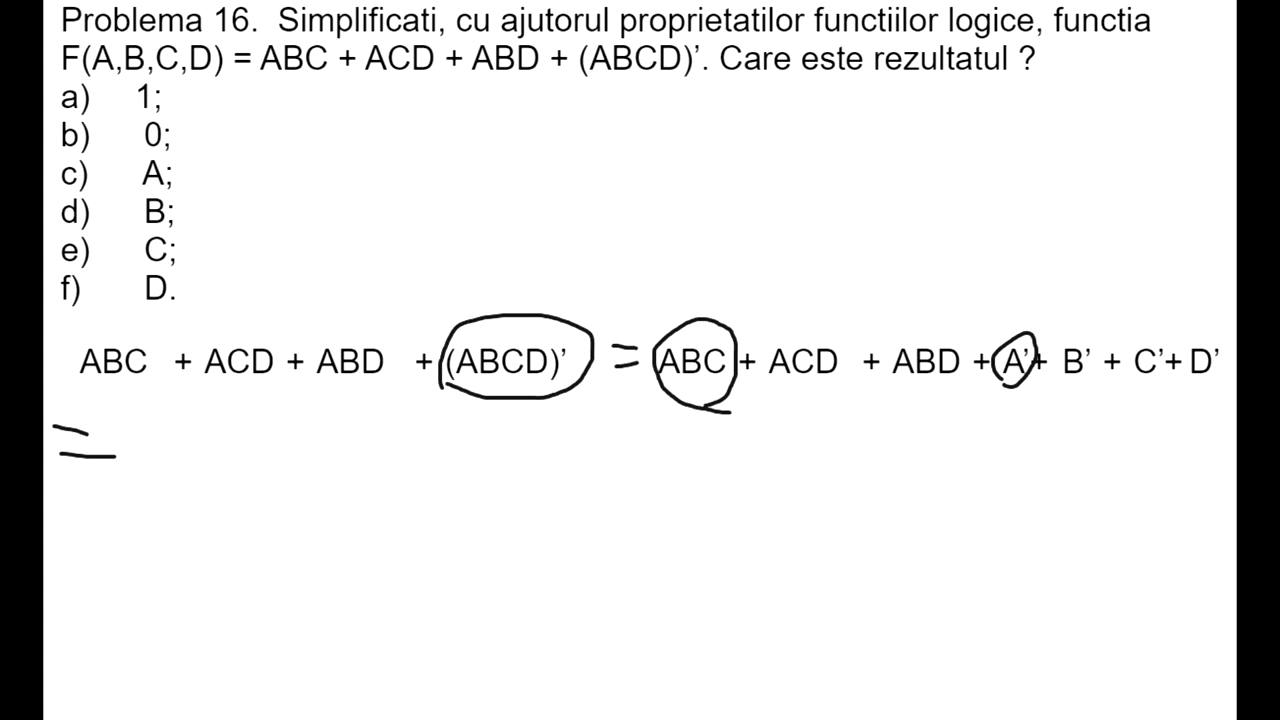 Problema 16. Simplificati, cu ajutorul proprietatilor functiilor logice, functia
F(A,B,C,D) = ABC + ACD + ABD + (ABCD)’. Care este rezultatul ?
a) 1;
b) 0;
c) A;
d) B;
e) C;
f) D.
ABC + ACD + ABD + (ABCD)’ = ABC + ACD + ABD + A’+ B’ + C’+ D’
=